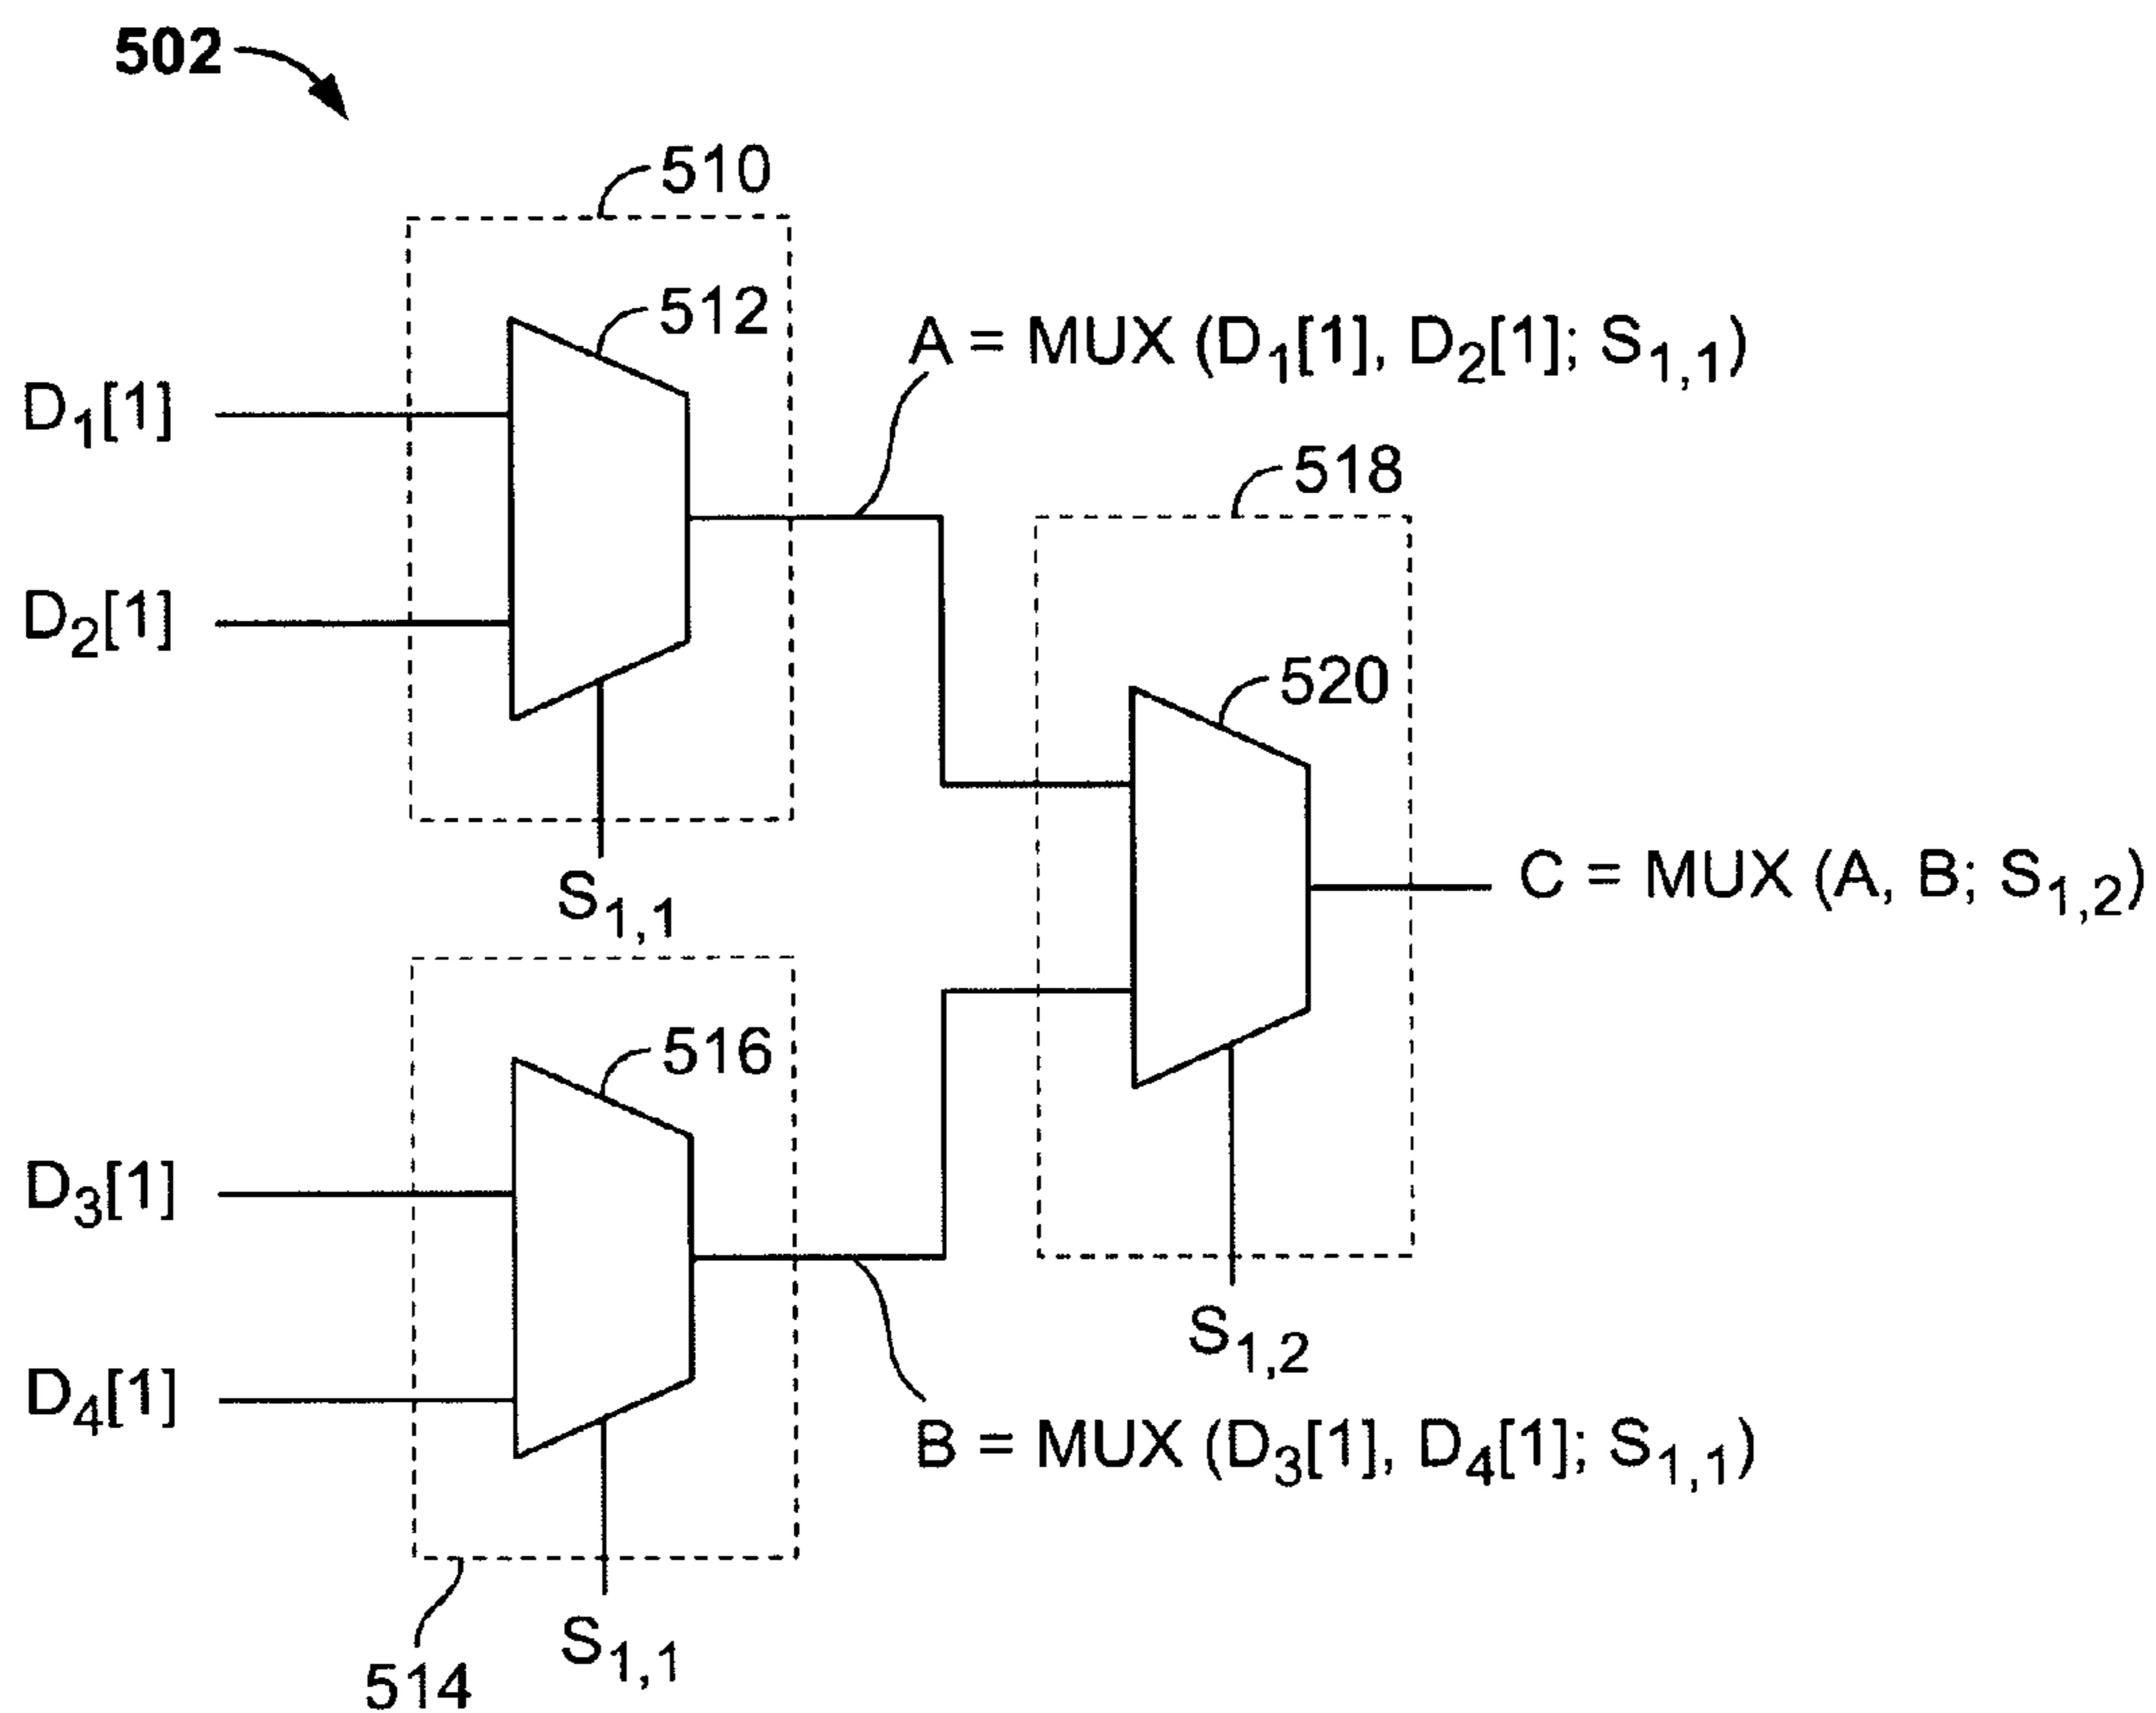 502
510
512
A = MUX (D₁[1], D₂[1]; S₁,₁)
D₁[1]
518
D₂[1]
520
C = MUX (A, B; S₁,₂)
S₁,₁
516
D₃[1]
S₁,₂
D₄[1]
B = MUX (D₃[1], D₄[1]; S₁,₁)
S₁,₁
514